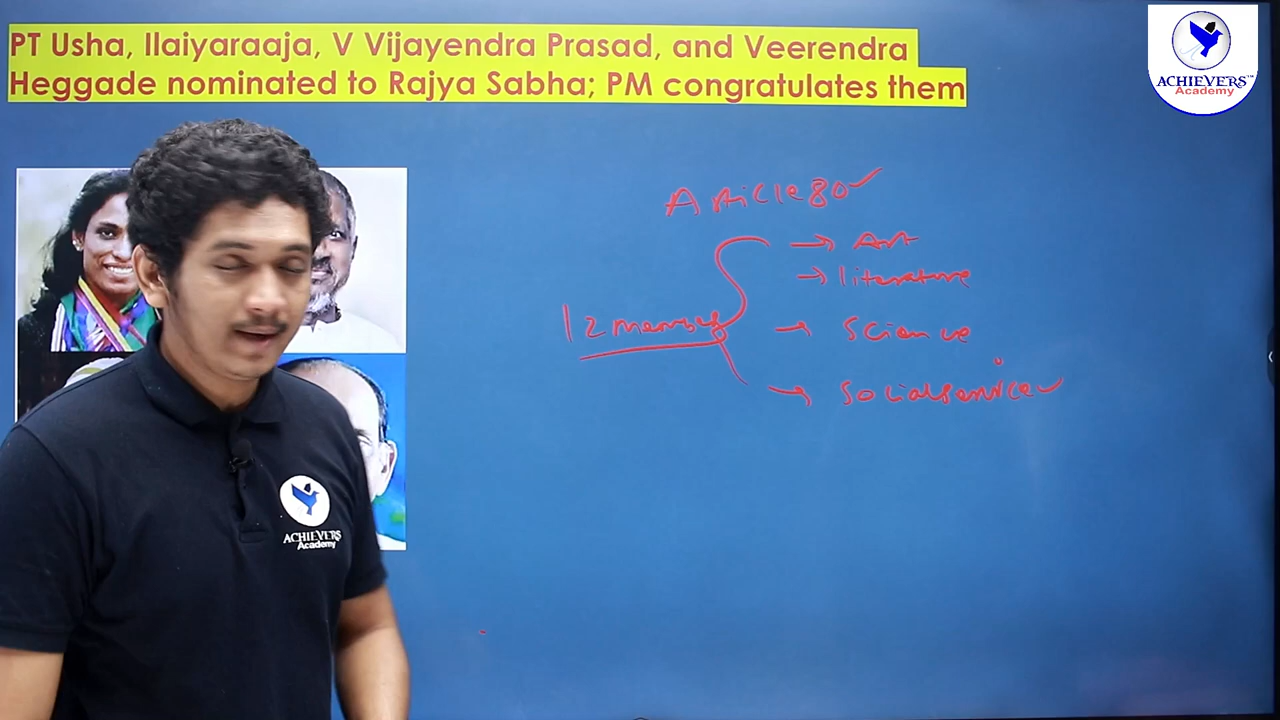 PT Usha, Ilaiyaraaja, V Vijayendra Prasad, and Veerendra
Heggade nominated to Rajya Sabha; PM congratulates them
ACHIEVERS™
Academy
Article 80
→ Art
→ literature
12 members
→ Science
→ Social service
ACHIEVERS
Academy